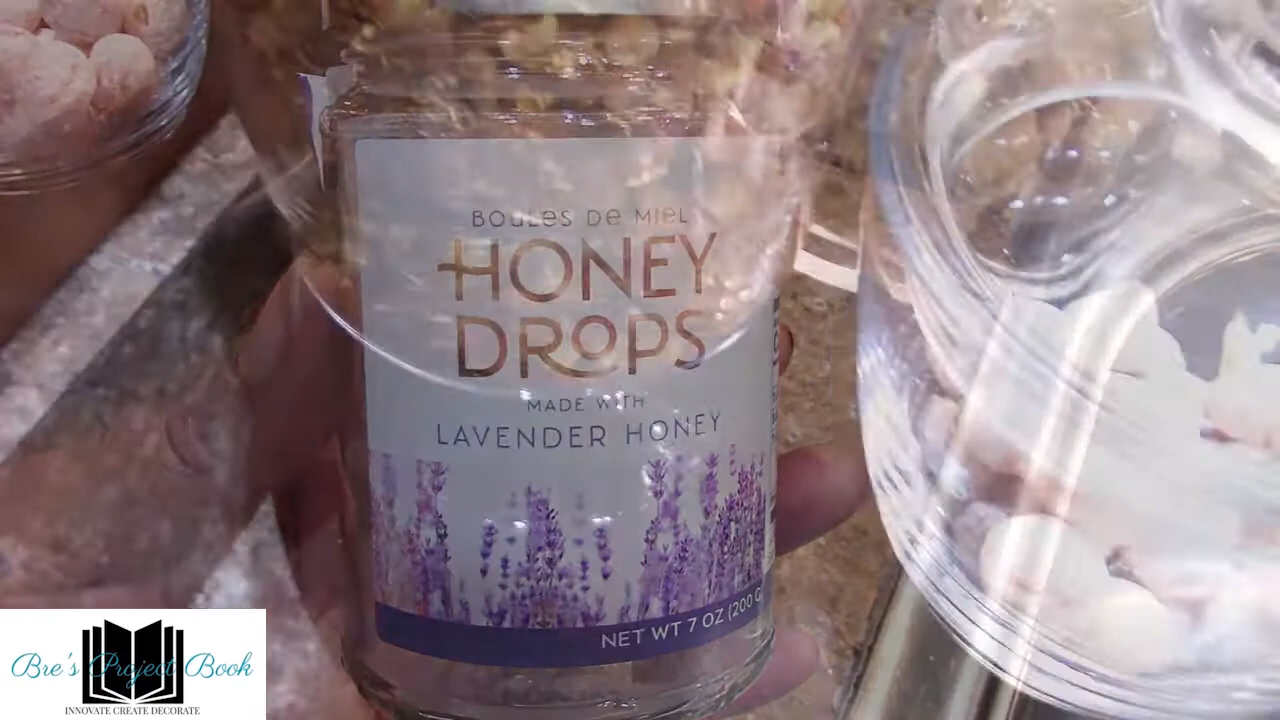 BOULES DE MIEL
HONEY
DROPS
MADE WITH
LAVENDER HONEY
NET WT 7 OZ (200 G
Bre's Project Book
INNOVATE CREATE DECORATE